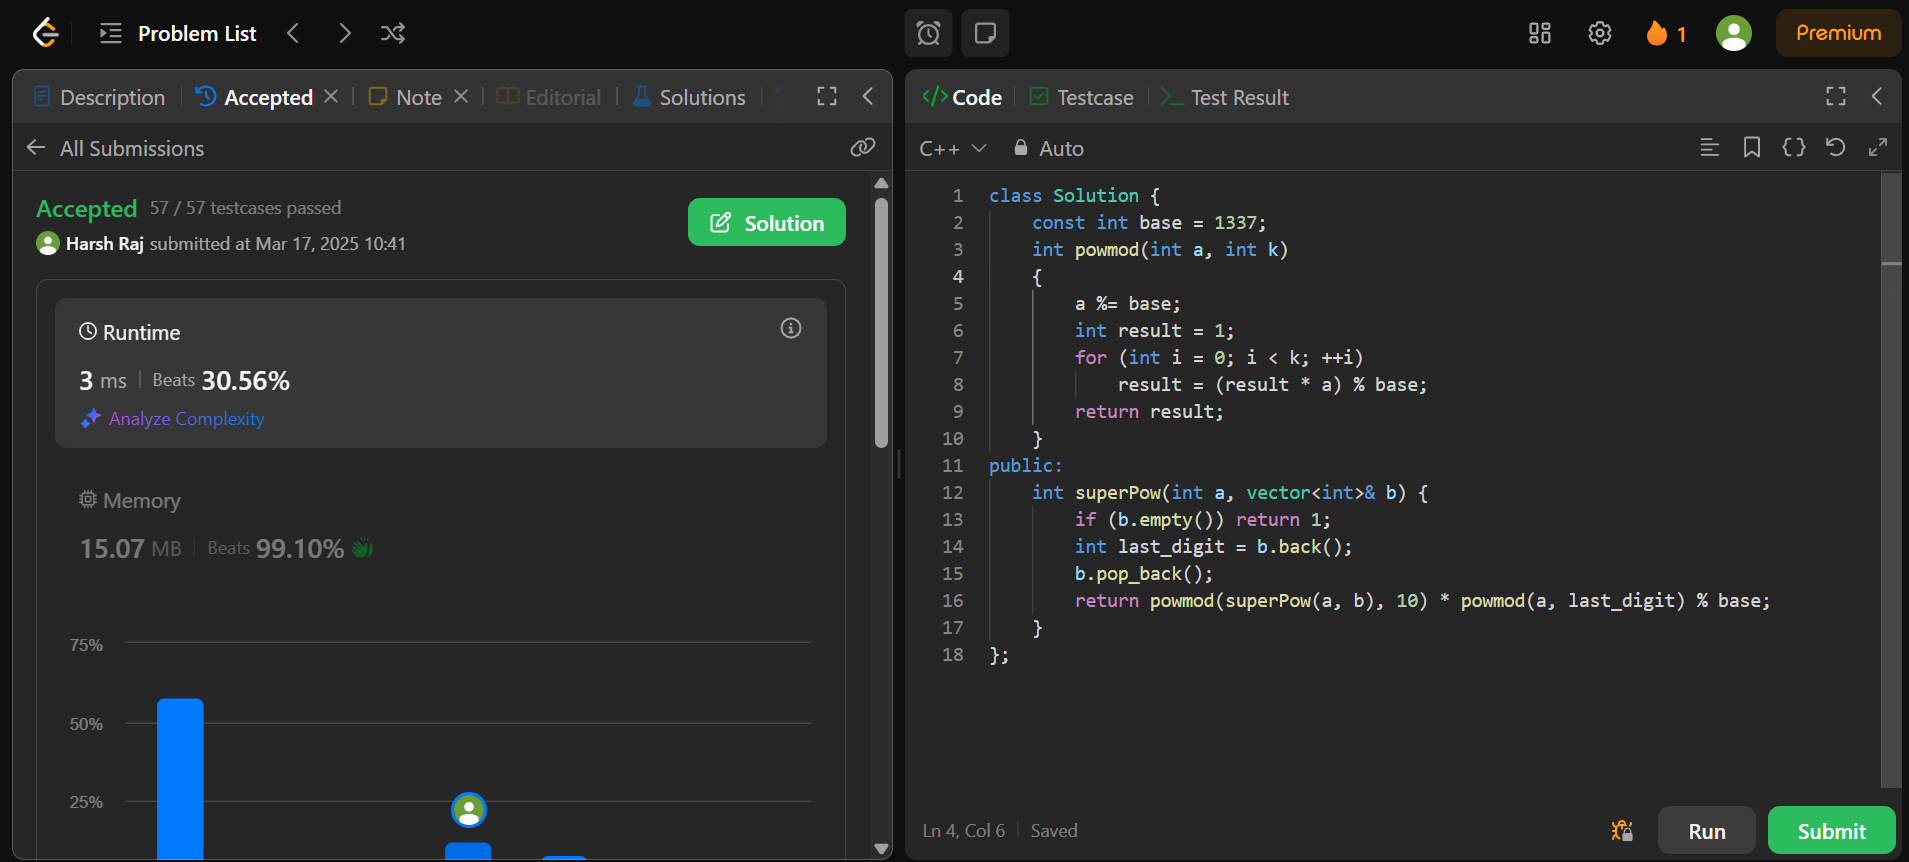 Problem List
1
Premium
Description
Accepted
Note
Editorial
Solutions
All Submissions
Accepted 57 / 57 testcases passed
Harsh Raj submitted at Mar 17, 2025 10:41
Solution
Runtime
3 ms Beats 30.56%
Analyze Complexity
Memory
15.07 MB Beats 99.10%
75%
50%
25%
</> Code
Testcase
>_ Test Result
C++
Auto
1 class Solution {
2 const int base = 1337;
3 int powmod(int a, int k)
4 {
5 a %= base;
6 int result = 1;
7 for (int i = 0; i < k; ++i)
8 result = (result * a) % base;
9 return result;
10 }
11 public:
12 int superPow(int a, vector<int>& b) {
13 if (b.empty()) return 1;
14 int last_digit = b.back();
15 b.pop_back();
16 return powmod(superPow(a, b), 10) * powmod(a, last_digit) % base;
17 }
18 };
Ln 4, Col 6 Saved
Run
Submit